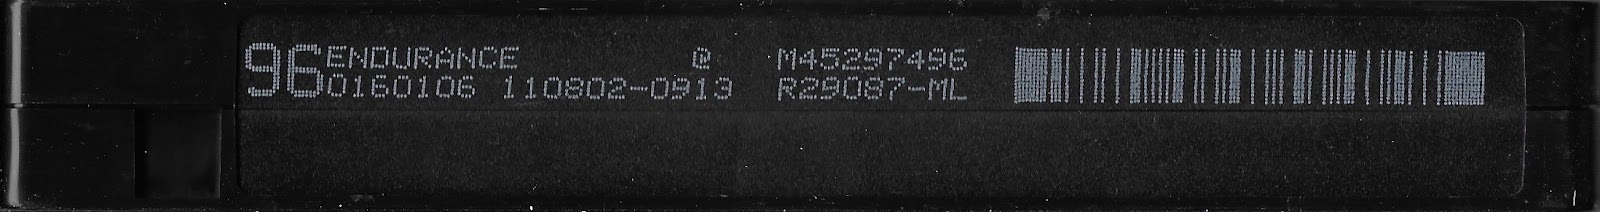 96 ENDURANCE @ M45297496
0160106 110802-0913 R29087-ML